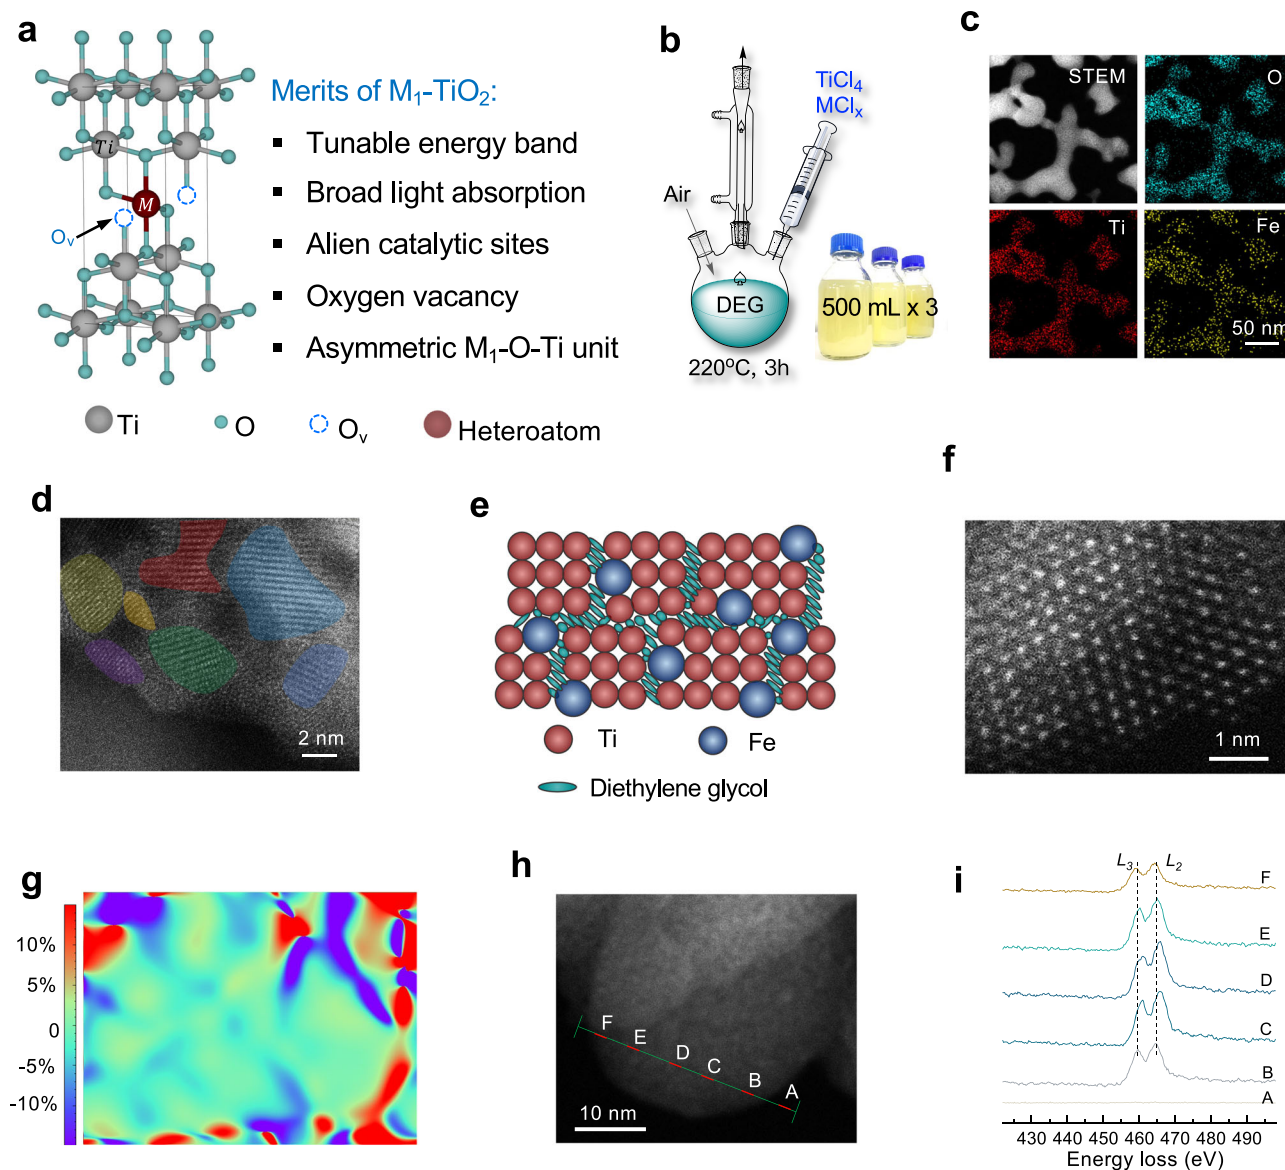 a
Merits of M₁-TiO₂:
▪ Tunable energy band
▪ Broad light absorption
▪ Alien catalytic sites
▪ Oxygen vacancy
▪ Asymmetric M₁-O-Ti unit
Ti
M
Oᵥ
Ti
O
Oᵥ
Heteroatom
b
TiCl₄
MClₓ
Air
DEG
220°C, 3h
500 mL x 3
c
STEM
O
Ti
Fe
50 nm
d
2 nm
e
Ti
Fe
Diethylene glycol
f
1 nm
g
10%
5%
0
-5%
-10%
h
F
E
D
C
B
A
10 nm
i
L₃
L₂
F
E
D
C
B
A
430 440 450 460 470 480 490
Energy loss (eV)